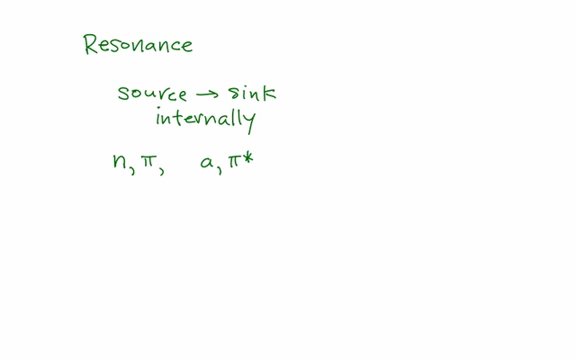 Resonance
source → sink
internally
n, π, a, π*